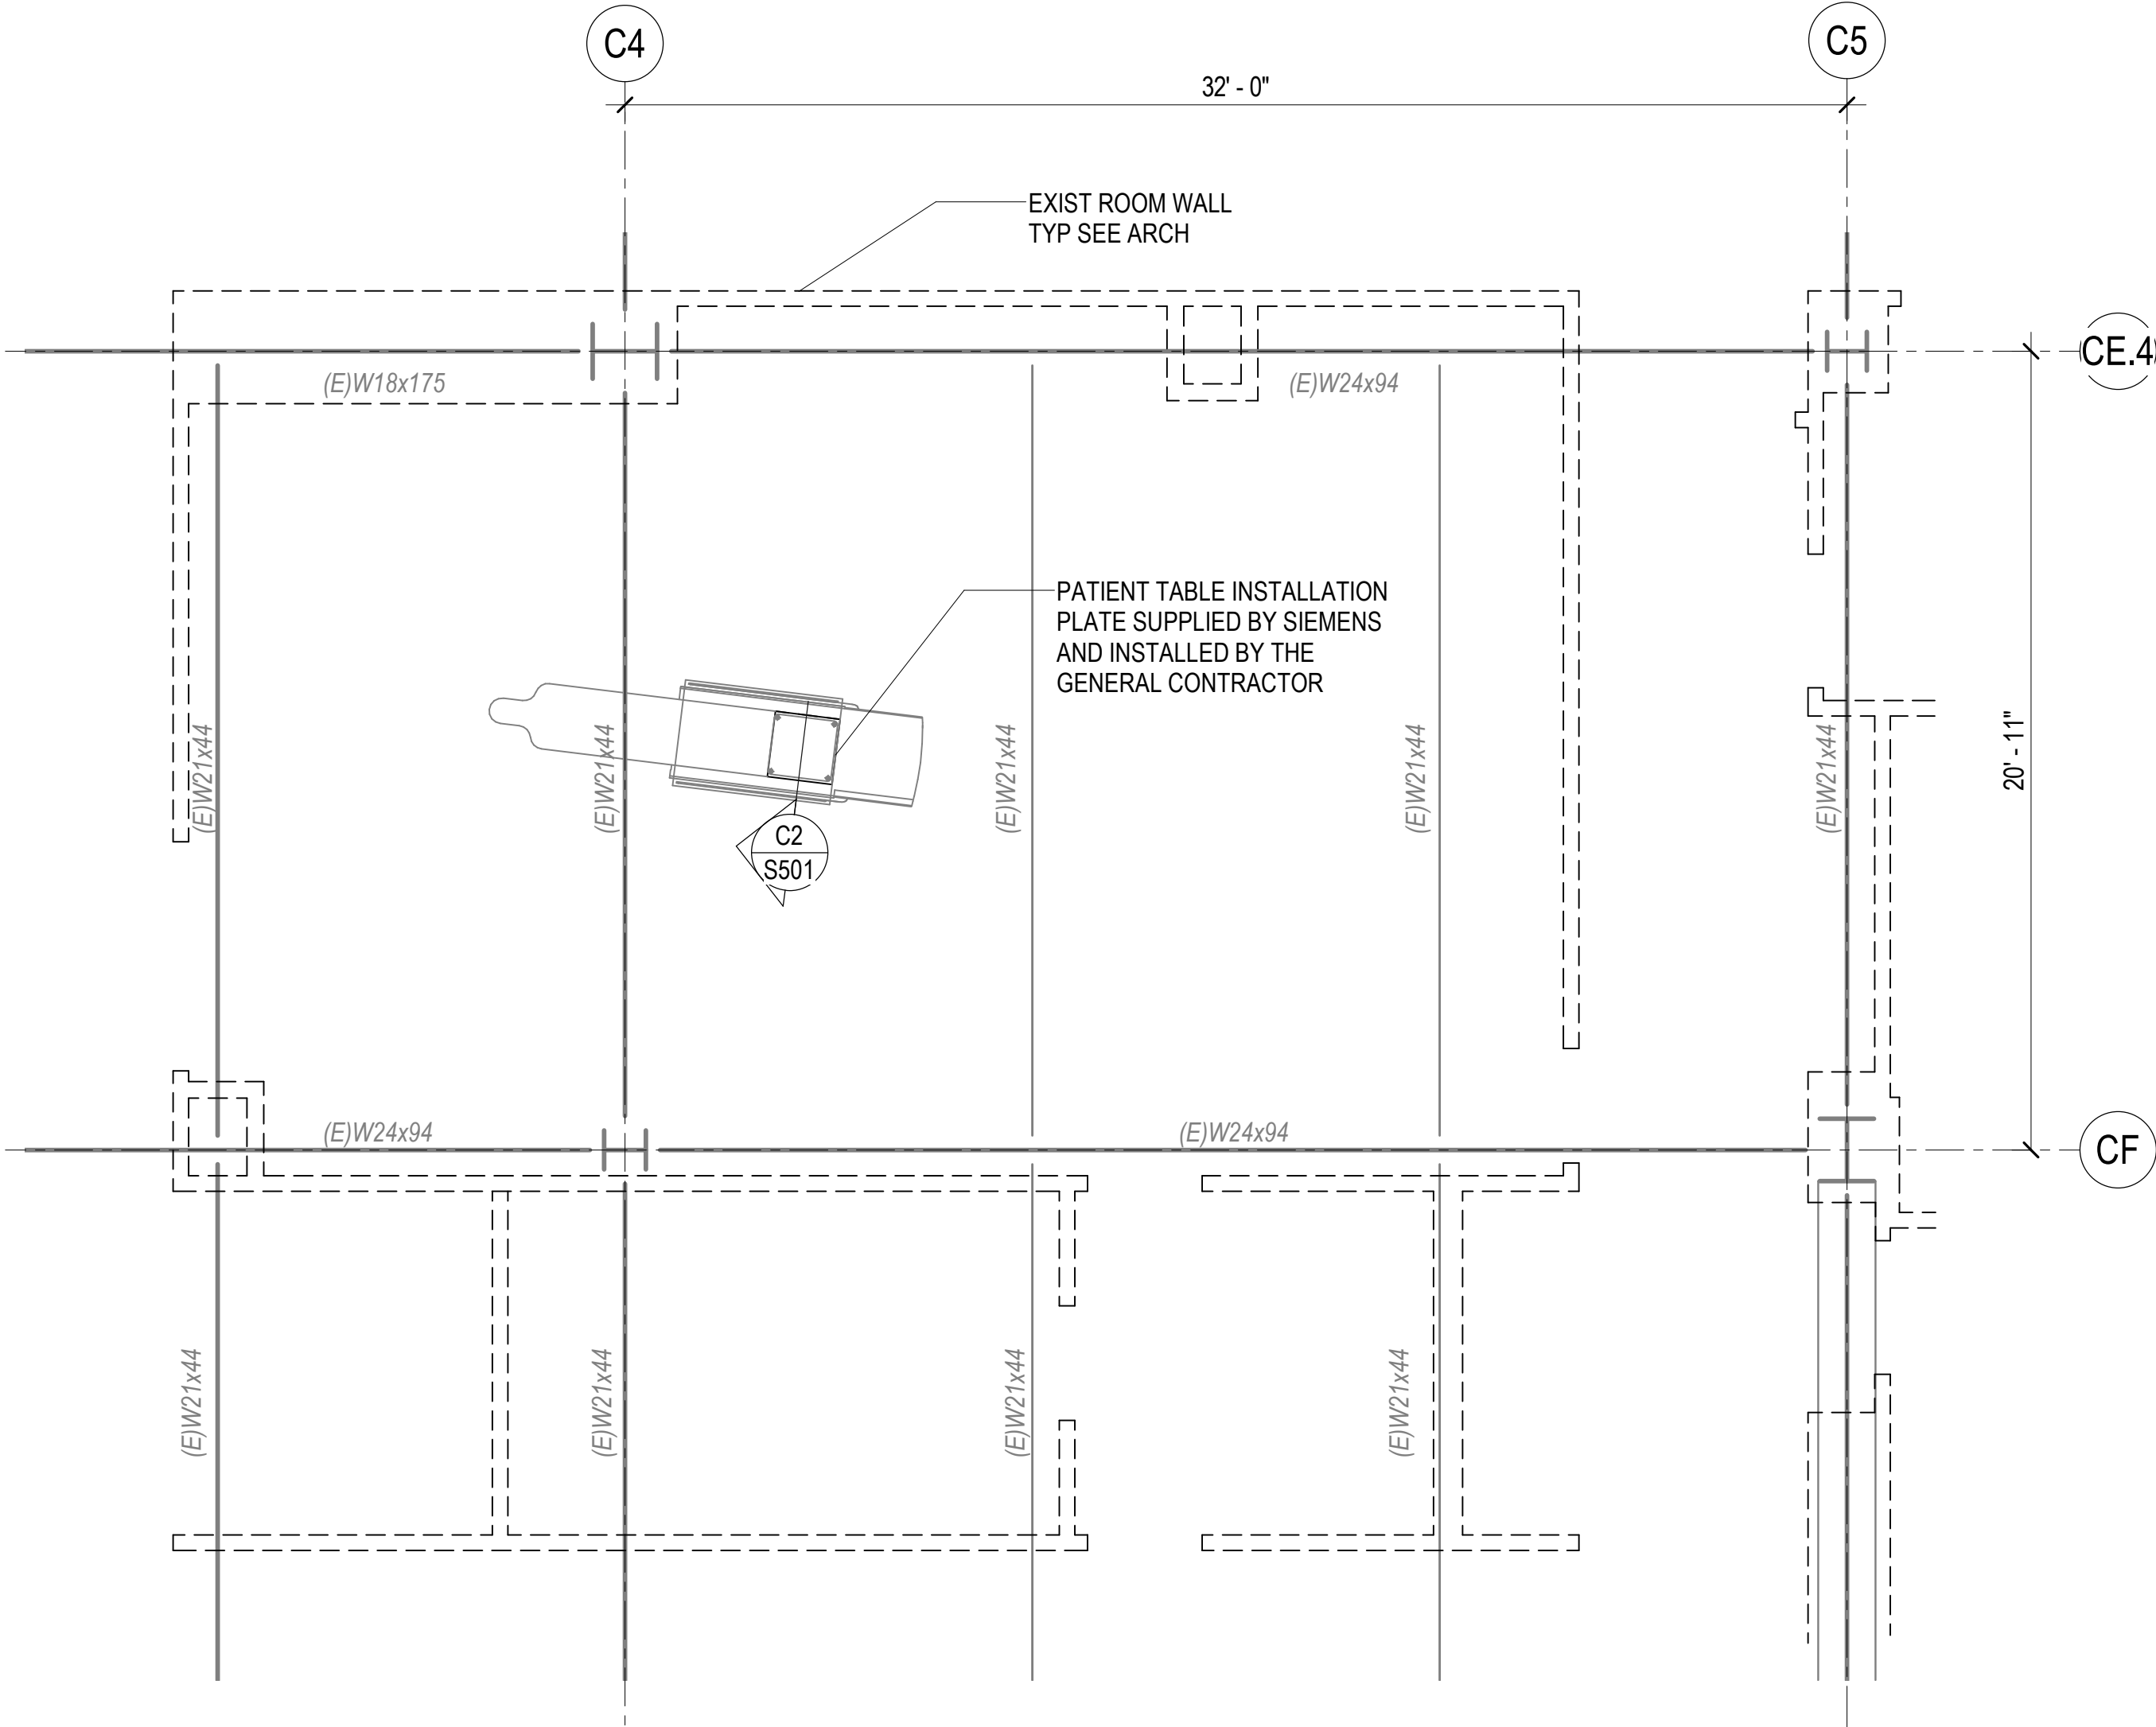 C4
C5
32' - 0"
EXIST ROOM WALL
TYP SEE ARCH
CE.4
(E)W18x175
(E)W24x94
PATIENT TABLE INSTALLATION
PLATE SUPPLIED BY SIEMENS
AND INSTALLED BY THE
GENERAL CONTRACTOR
(E)W21x44
(E)W21x44
(E)W21x44
(E)W21x44
(E)W21x44
20' - 11"
C2
S501
(E)W24x94
(E)W24x94
CF
(E)W21x44
(E)W21x44
(E)W21x44
(E)W21x44